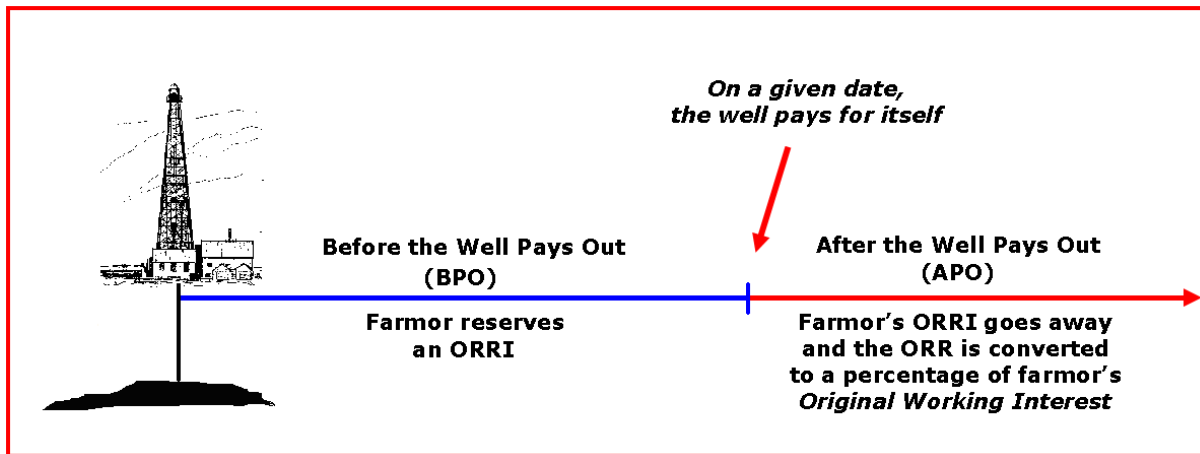 On a given date,
the well pays for itself
Before the Well Pays Out
(BPO)
After the Well Pays Out
(APO)
Farmor reserves
an ORRI
Farmor's ORRI goes away
and the ORR is converted
to a percentage of farmor's
Original Working Interest